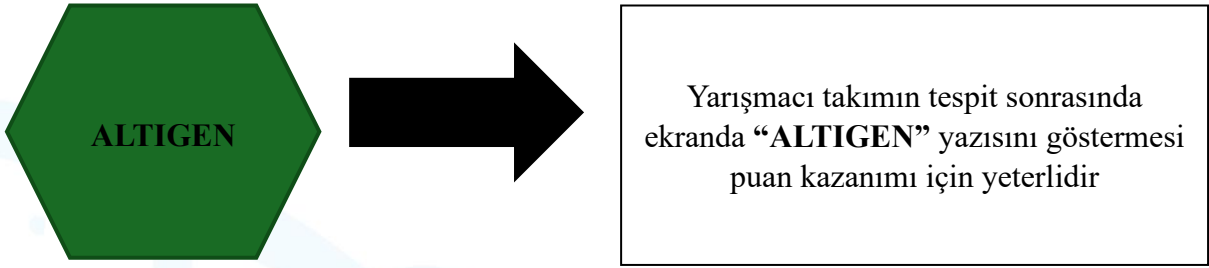 ALTIGEN
Yarışmacı takımın tespit sonrasında
ekranda “ALTIGEN” yazısını göstermesi
puan kazanımı için yeterlidir